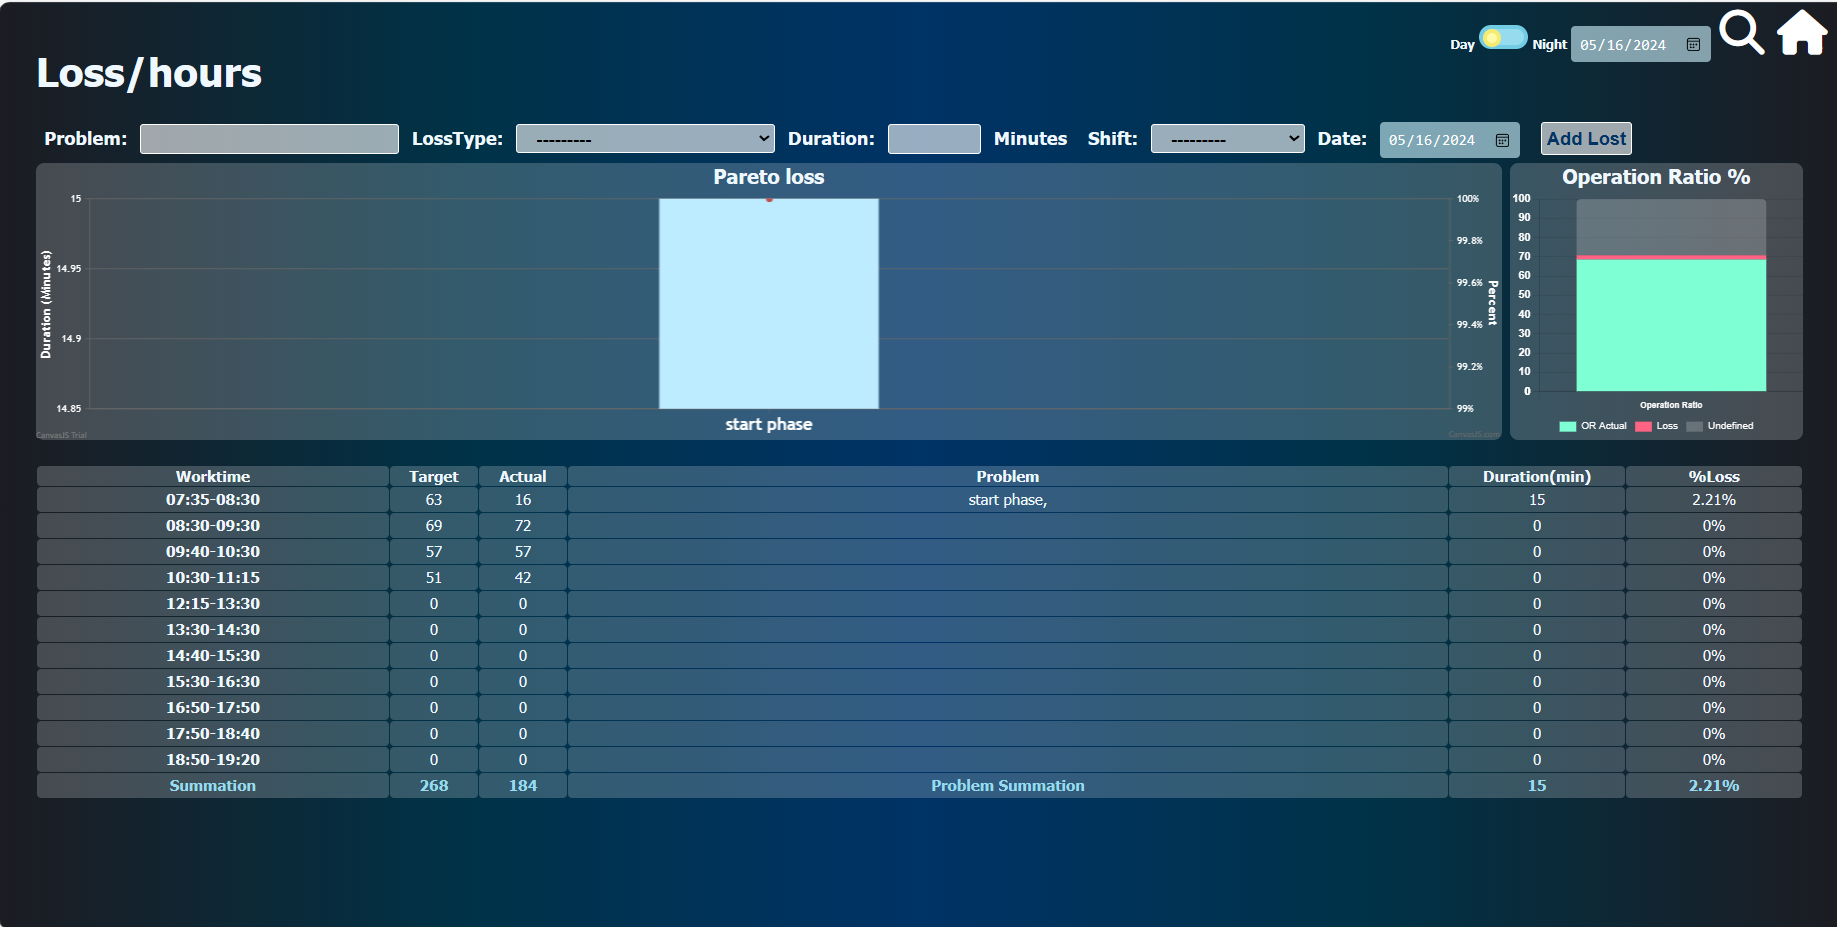 Day Night 05/16/2024
Loss/hours
Problem: LossType: --------- Duration: Minutes Shift: --------- Date: 05/16/2024 Add Lost
Pareto loss
15
14.95
14.9
14.85
Duration (Minutes)
100%
99.8%
99.6%
99.4%
99.2%
99%
Percent
start phase
CanvasJS Trial
CanvasJS.com
Operation Ratio %
100
90
80
70
60
50
40
30
20
10
0
Operation Ratio
OR Actual Loss Undefined
Worktime Target Actual Problem Duration(min) %Loss
07:35-08:30 63 16 start phase, 15 2.21%
08:30-09:30 69 72 0 0%
09:40-10:30 57 57 0 0%
10:30-11:15 51 42 0 0%
12:15-13:30 0 0 0 0%
13:30-14:30 0 0 0 0%
14:40-15:30 0 0 0 0%
15:30-16:30 0 0 0 0%
16:50-17:50 0 0 0 0%
17:50-18:40 0 0 0 0%
18:50-19:20 0 0 0 0%
Summation 268 184 Problem Summation 15 2.21%